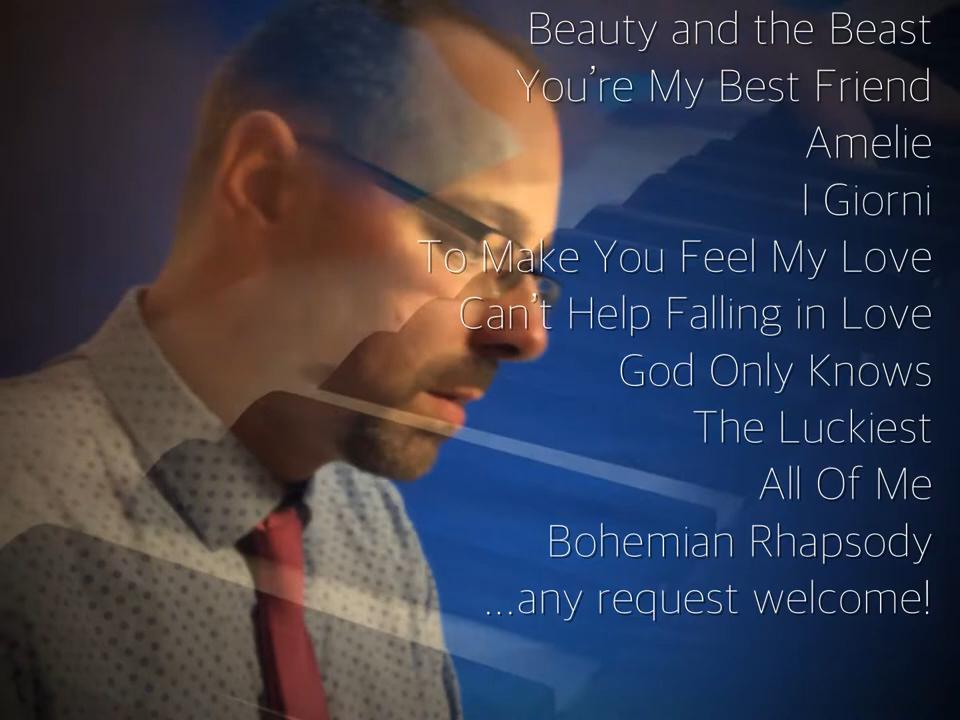 Beauty and the Beast
You’re My Best Friend
Amelie
I Giorni
To Make You Feel My Love
Can’t Help Falling in Love
God Only Knows
The Luckiest
All Of Me
Bohemian Rhapsody
...any request welcome!